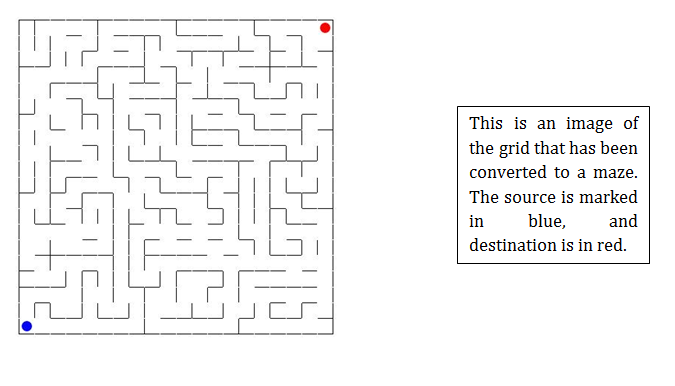 This is an image of
the grid that has been
converted to a maze.
The source is marked
in blue, and
destination is in red.